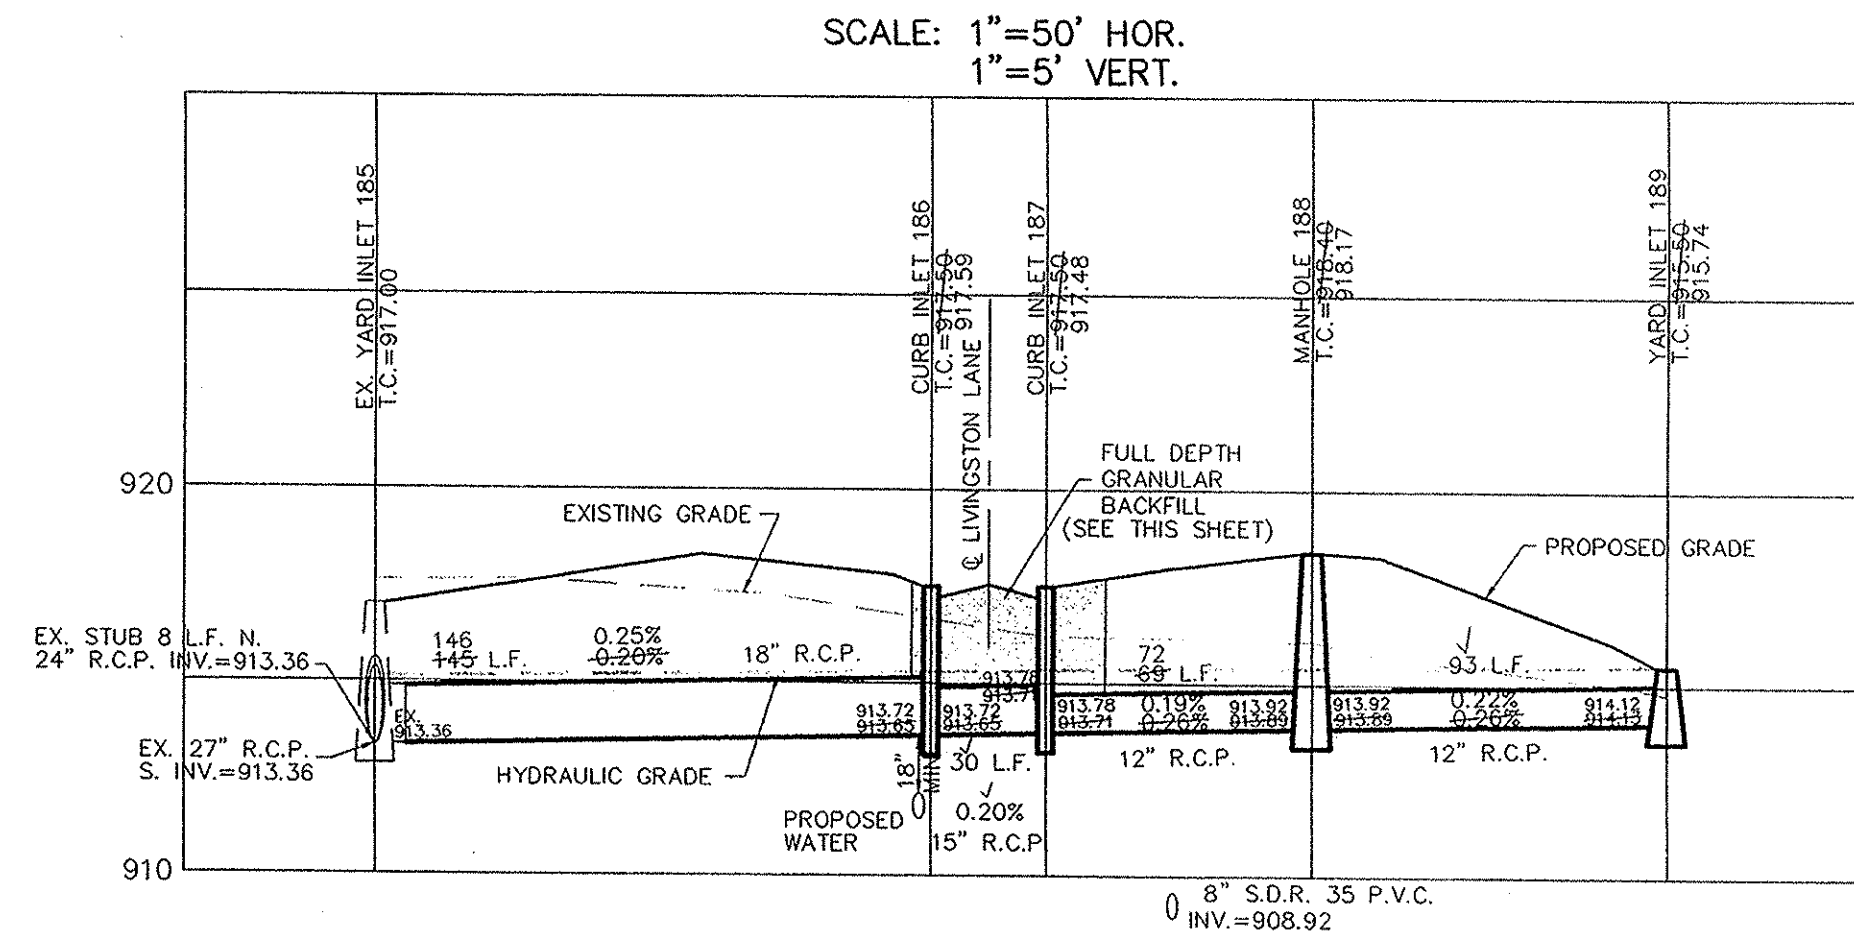 SCALE: 1"=50' HOR.
1"=5' VERT.
EX. YARD INLET 185
T.C.=917.00
CURB INLET 186
T.C.=917.50
917.59
℄ LIVINGSTON LANE
CURB INLET 187
T.C.=917.50
917.48
MANHOLE 188
T.C.=918.40
918.17
YARD INLET 189
T.C.=915.50
915.74
920
910
EXISTING GRADE
FULL DEPTH
GRANULAR
BACKFILL
(SEE THIS SHEET)
PROPOSED GRADE
EX. STUB 8 L.F. N.
24" R.C.P. INV.=913.36
146
145 L.F.
0.25%
0.20%
18" R.C.P.
EX.
913.36
EX. 27" R.C.P.
S. INV.=913.36
HYDRAULIC GRADE
913.72
913.65
913.72
913.65
913.78
913.71
18"
MIN
PROPOSED
WATER
30 L.F.
0.20%
15" R.C.P.
72
69 L.F.
913.78
913.71
0.19%
0.26%
913.92
913.89
12" R.C.P.
93 L.F.
913.92
913.89
0.22%
0.26%
914.12
914.13
12" R.C.P.
8" S.D.R. 35 P.V.C.
INV.=908.92